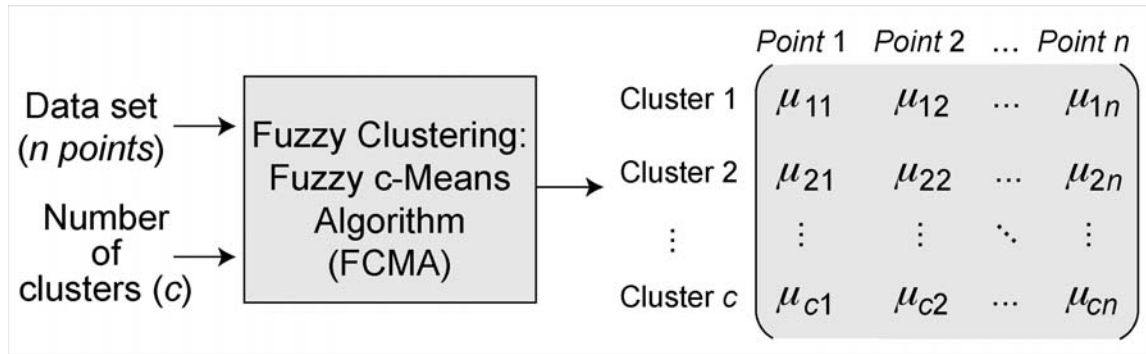 Point 1 Point 2 ... Point n
Data set
(n points)
Number
of
clusters (c)
Fuzzy Clustering:
Fuzzy c-Means
Algorithm
(FCMA)
Cluster 1 μ11 μ12 ... μ1n
Cluster 2 μ21 μ22 ... μ2n
⋮ ⋮ ⋮ ⋱ ⋮
Cluster c μc1 μc2 ... μcn